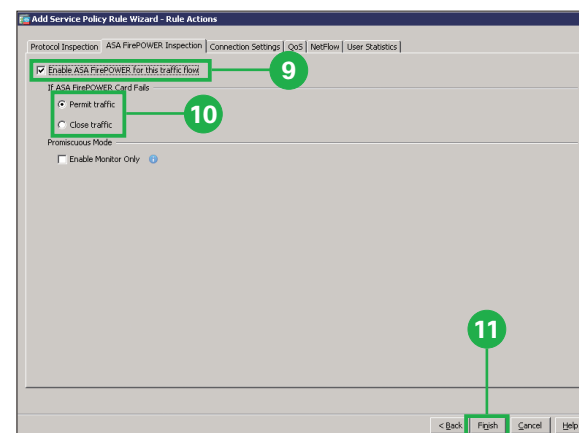 Add Service Policy Rule Wizard - Rule Actions
Protocol Inspection ASA FirePOWER Inspection Connection Settings QoS NetFlow User Statistics
Enable ASA FirePOWER for this traffic flow 9
If ASA FirePOWER Card Fails
Permit traffic
10
Close traffic
Promiscuous Mode
Enable Monitor Only
11
< Back Finish Cancel Help